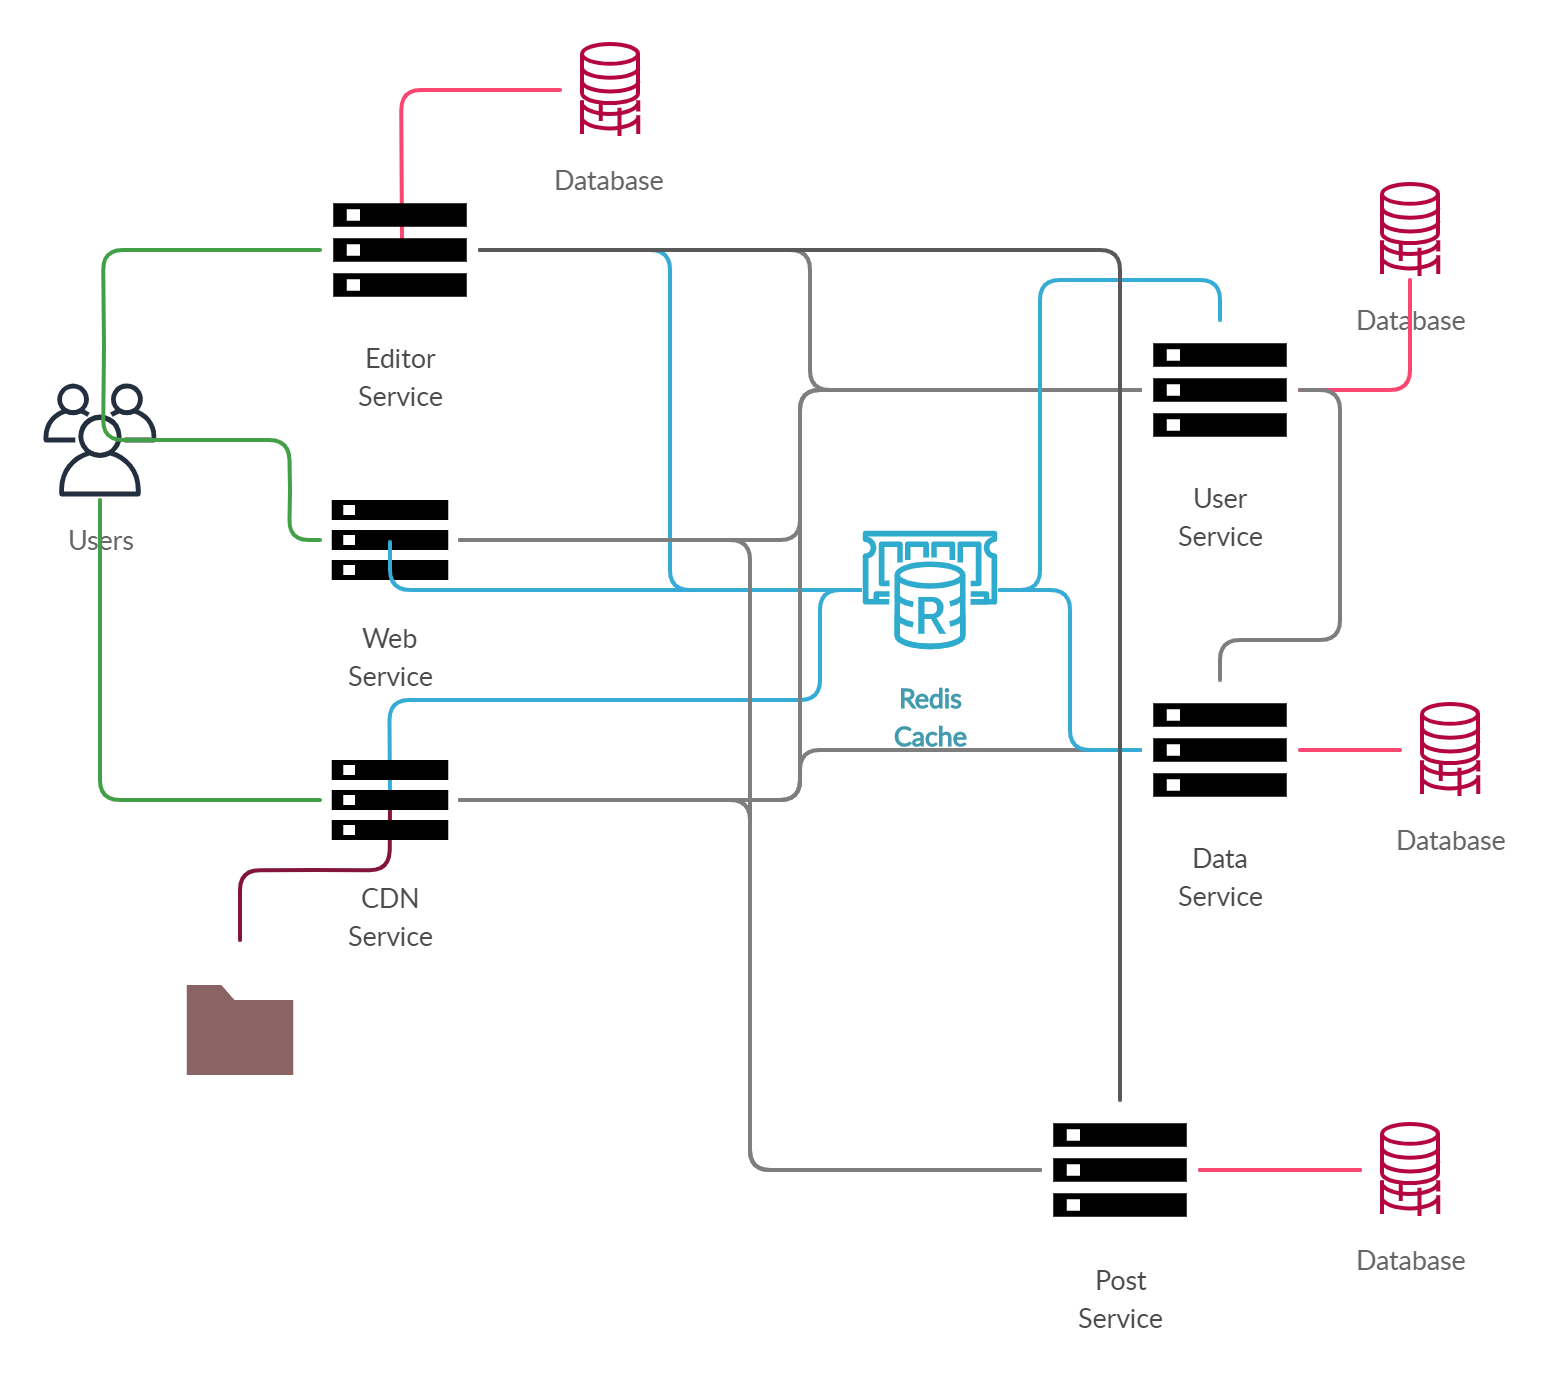 Database
Database
Editor
Service
User
Service
Users
Web
Service
R
Redis
Cache
Database
Data
Service
CDN
Service
Database
Post
Service